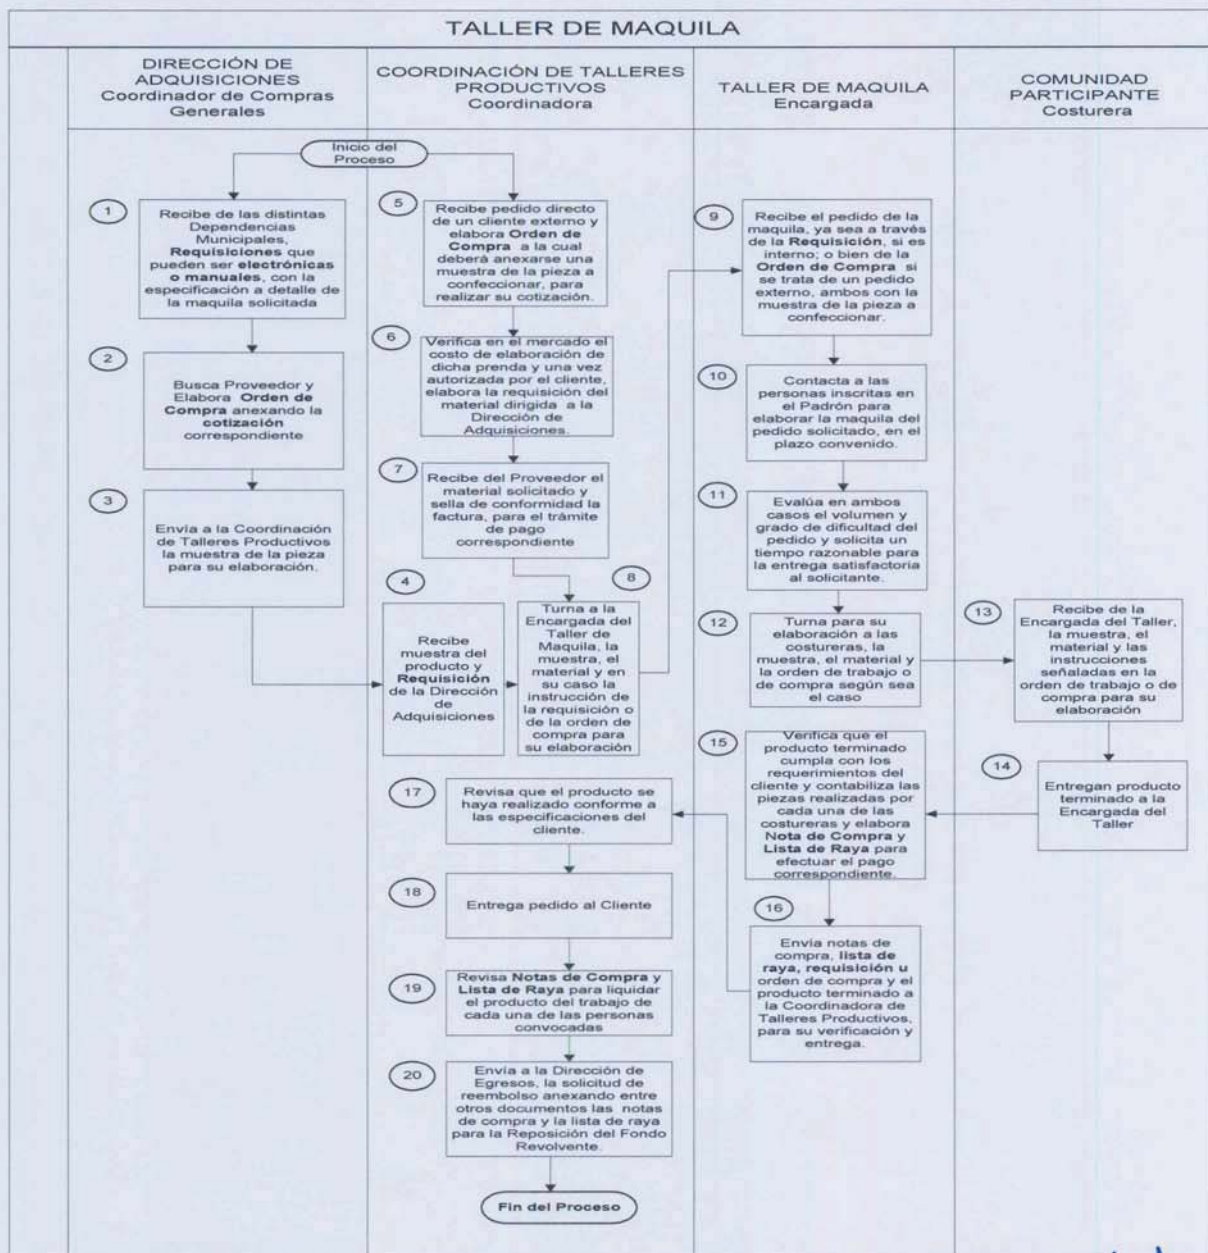 TALLER DE MAQUILA
DIRECCIÓN DE
ADQUISICIONES
Coordinador de Compras
Generales
COORDINACIÓN DE TALLERES
PRODUCTIVOS
Coordinadora
TALLER DE MAQUILA
Encargada
COMUNIDAD
PARTICIPANTE
Costurera
Inicio del
Proceso
1
Recibe de las distintas
Dependencias
Municipales,
Requisiciones que
pueden ser electrónicas
o manuales, con la
especificación a detalle de
la maquila solicitada
2
Busca Proveedor y
Elabora Orden de
Compra anexando la
cotización
correspondiente
3
Envía a la Coordinación
de Talleres Productivos
la muestra de la pieza
para su elaboración.
4
Recibe
muestra del
producto y
Requisición
de la Dirección
de
Adquisiciones
5
Recibe pedido directo
de un cliente externo y
elabora Orden de
Compra a la cual
deberá anexarse una
muestra de la pieza a
confeccionar, para
realizar su cotización.
6
Verifica en el mercado el
costo de elaboración de
dicha prenda y una vez
autorizada por el cliente,
elabora la requisición del
material dirigida a la
Dirección de
Adquisiciones.
7
Recibe del Proveedor el
material solicitado y
sella de conformidad la
factura, para el trámite
de pago
correspondiente
8
Turna a la
Encargada del
Taller de
Maquila, la
muestra, el
material y en
su caso la
instrucción de
la requisición o
de la orden de
compra para
su elaboración
9
Recibe el pedido de la
maquila, ya sea a través
de la Requisición, si es
interno; o bien de la
Orden de Compra si
se trata de un pedido
externo, ambos con la
muestra de la pieza a
confeccionar.
10
Contacta a las
personas inscritas en
el Padrón para
elaborar la maquila del
pedido solicitado, en el
plazo convenido.
11
Evalúa en ambos
casos el volumen y
grado de dificultad del
pedido y solicita un
tiempo razonable para
la entrega satisfactoria
al solicitante.
12
Turna para su
elaboración a las
costureras, la
muestra, el material y
la orden de trabajo o
de compra según sea
el caso
13
Recibe de la
Encargada del Taller,
la muestra, el
material y las
instrucciones
señaladas en la
orden de trabajo o de
compra para su
elaboración
14
Entregan producto
terminado a la
Encargada del
Taller
15
Verifica que el
producto terminado
cumpla con los
requerimientos del
cliente y contabiliza las
piezas realizadas por
cada una de las
costureras y elabora
Nota de Compra y
Lista de Raya para
efectuar el pago
correspondiente.
16
Envía notas de
compra, lista de
raya, requisición u
orden de compra y el
producto terminado a
la Coordinadora de
Talleres Productivos,
para su verificación y
entrega.
17
Revisa que el producto se
haya realizado conforme a
las especificaciones del
cliente.
18
Entrega pedido al Cliente
19
Revisa Notas de Compra y
Lista de Raya para liquidar
el producto del trabajo de
cada una de las personas
convocadas
20
Envía a la Dirección de
Egresos, la solicitud de
reembolso anexando entre
otros documentos las notas
de compra y la lista de raya
para la Reposición del Fondo
Revolvente.
Fin del Proceso